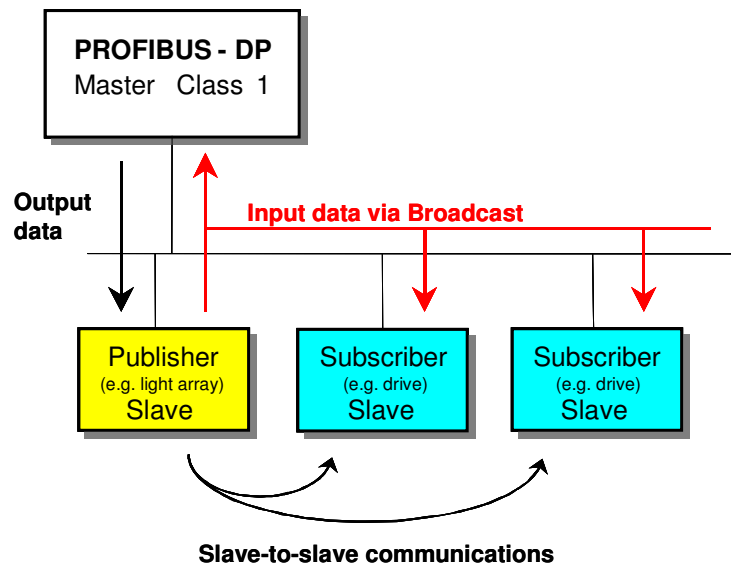 PROFIBUS - DP
Master Class 1
Output
data
Input data via Broadcast
Publisher
(e.g. light array)
Slave
Subscriber
(e.g. drive)
Slave
Subscriber
(e.g. drive)
Slave
Slave-to-slave communications